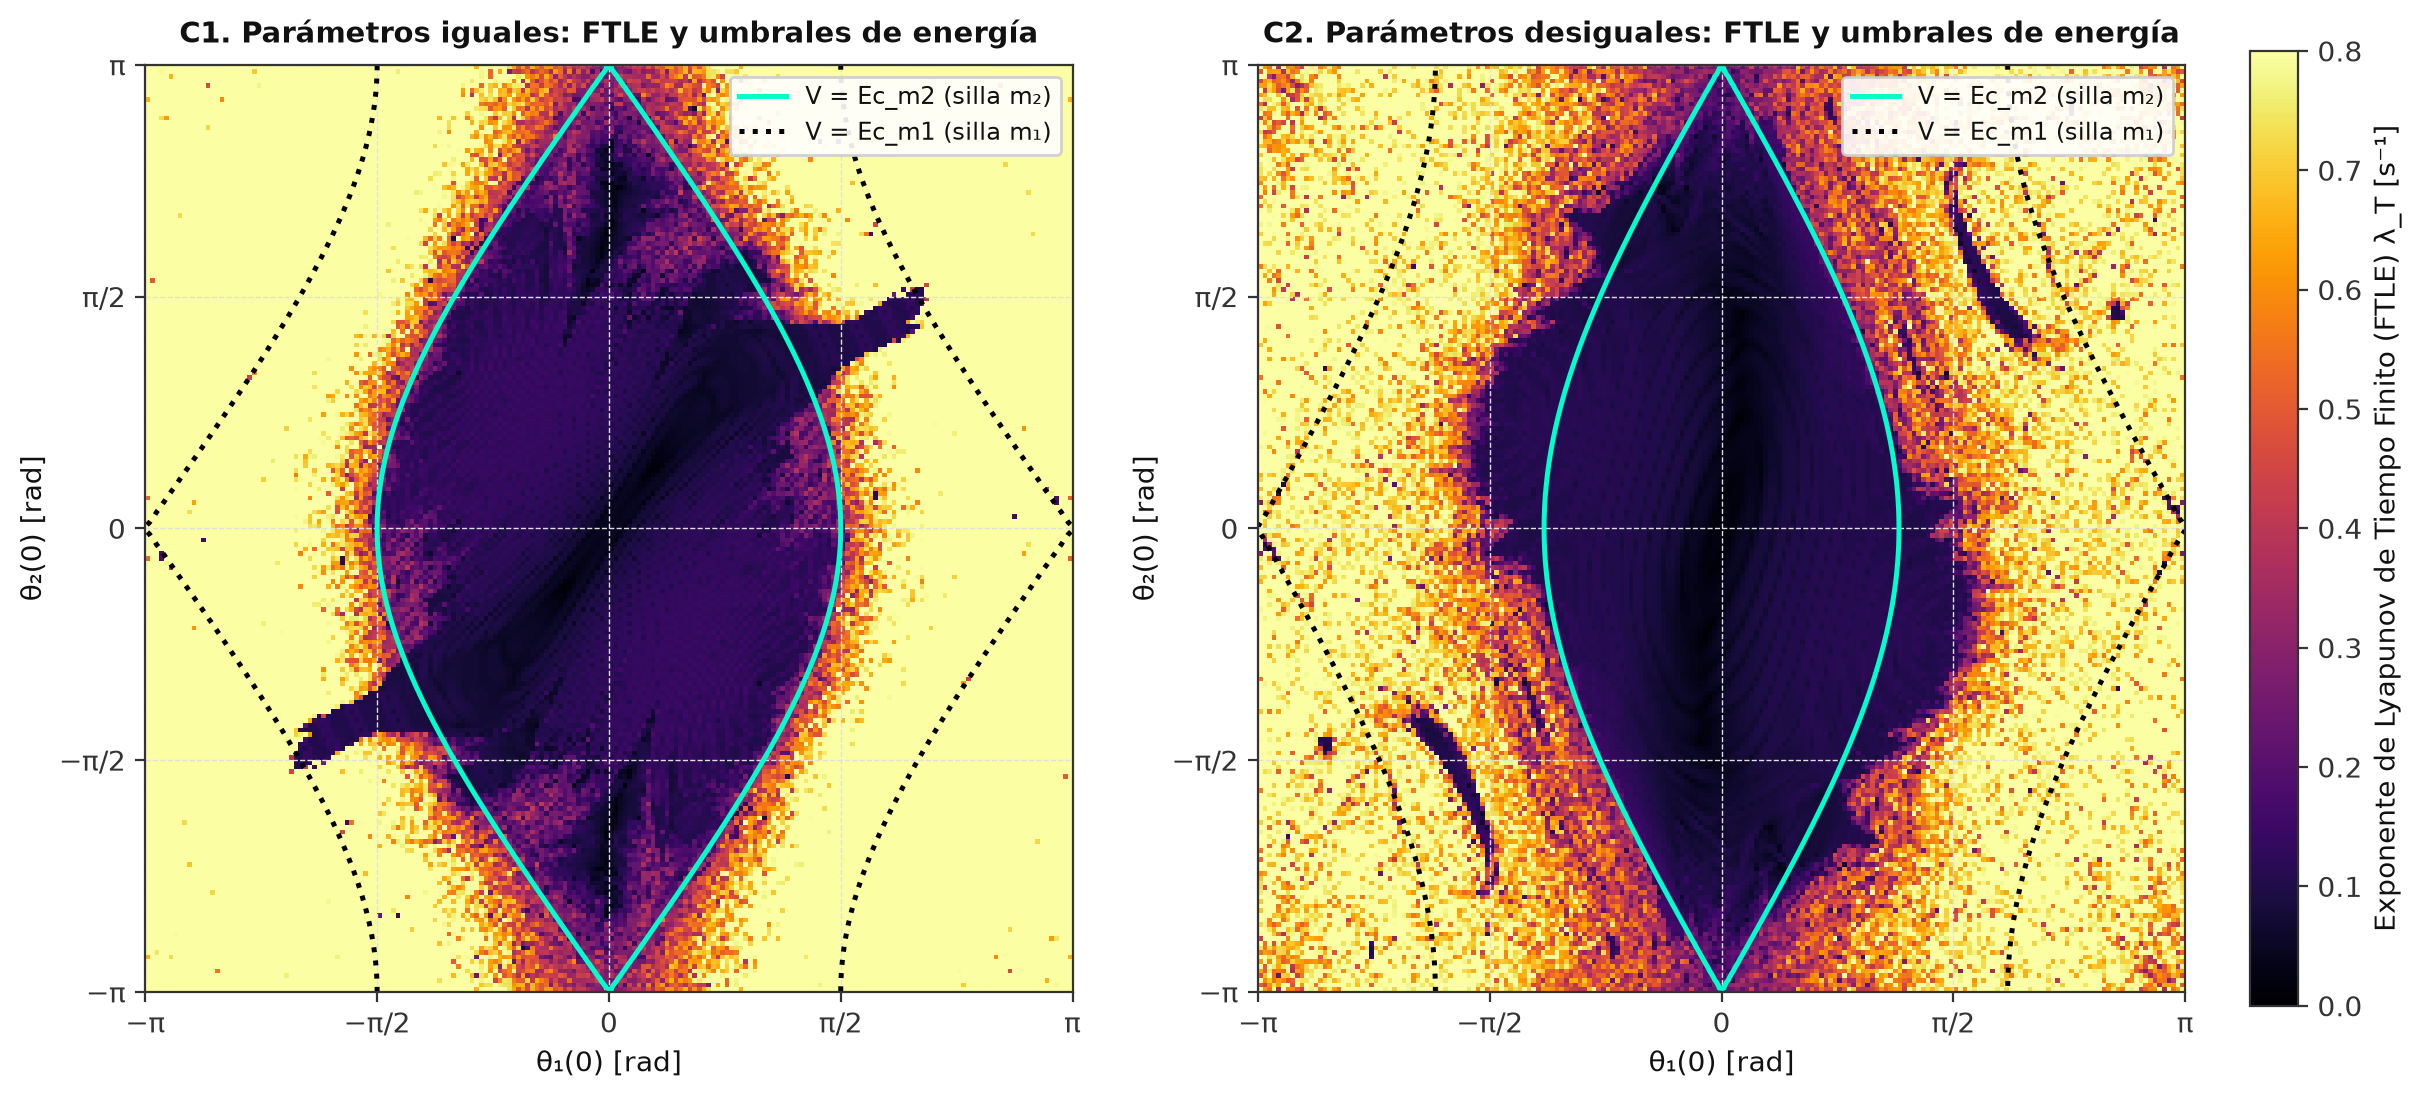 C1. Parámetros iguales: FTLE y umbrales de energía
V = Ec_m2 (silla m₂)
V = Ec_m1 (silla m₁)
π
π/2
0
−π/2
−π
θ₂(0) [rad]
−π
−π/2
0
π/2
π
θ₁(0) [rad]
C2. Parámetros desiguales: FTLE y umbrales de energía
V = Ec_m2 (silla m₂)
V = Ec_m1 (silla m₁)
π
π/2
0
−π/2
−π
θ₂(0) [rad]
−π
−π/2
0
π/2
π
θ₁(0) [rad]
0.8
0.7
0.6
0.5
0.4
0.3
0.2
0.1
0.0
Exponente de Lyapunov de Tiempo Finito (FTLE) λ_T [s⁻¹]